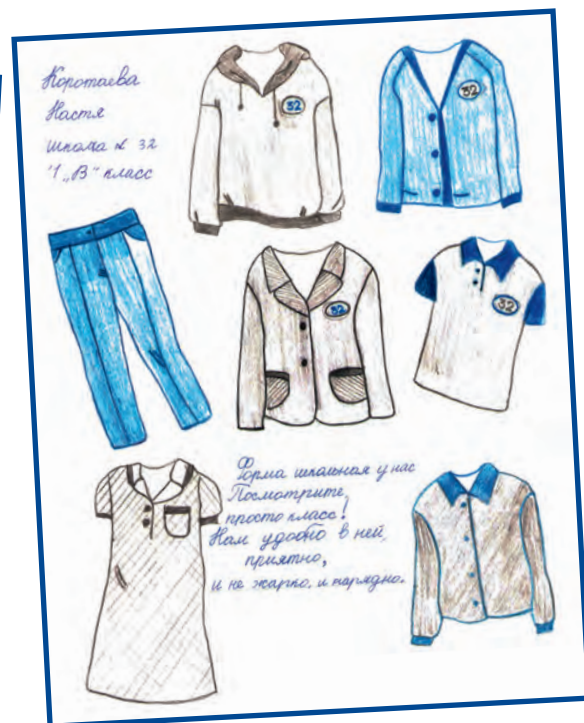 Коротаева
Настя
школа № 32
"1 „В" класс
32
32
32
32
Форма школьная у нас
Посмотрите,
просто класс!
Нам удобно в ней,
приятно,
и не жарко, и нарядно.